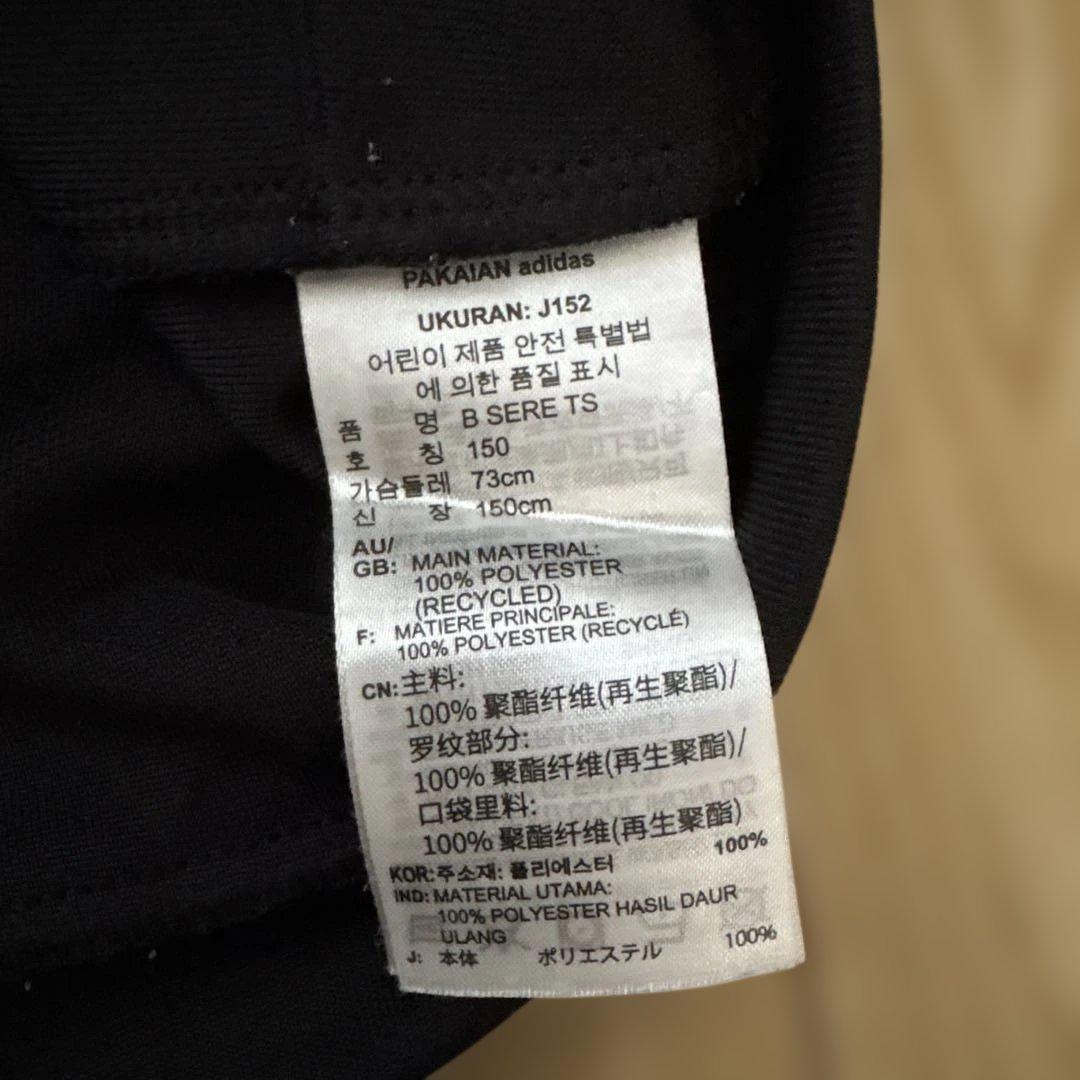 PAKAIAN adidas
UKURAN: J152
어린이 제품 안전 특별법
에 의한 품질 표시
품 명 B SERE TS
호 칭 150
가슴둘레 73cm
신 장 150cm
AU/
GB: MAIN MATERIAL:
100% POLYESTER
(RECYCLED)
F: MATIERE PRINCIPALE:
100% POLYESTER (RECYCLÉ)
CN: 主料:
100% 聚酯纤维(再生聚酯)/
罗纹部分:
100% 聚酯纤维(再生聚酯)/
口袋里料:
100% 聚酯纤维(再生聚酯)
KOR: 주소재: 폴리에스터 100%
IND: MATERIAL UTAMA:
100% POLYESTER HASIL DAUR
ULANG
J: 本体 ポリエステル 100%